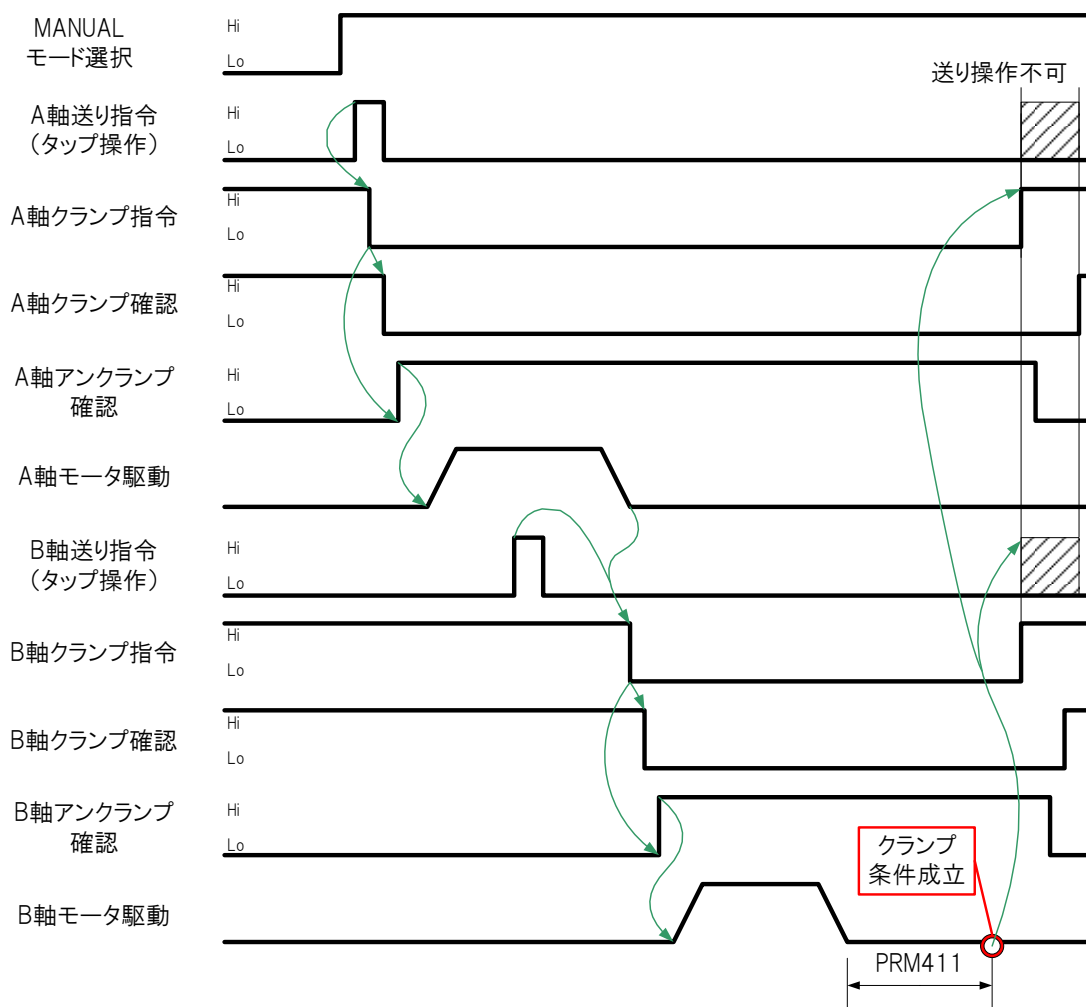 MANUAL
モード選択
Hi
Lo
送り操作不可
A軸送り指令
（タップ操作）
Hi
Lo
A軸クランプ指令
Hi
Lo
A軸クランプ確認
Hi
Lo
A軸アンクランプ
確認
Hi
Lo
A軸モータ駆動
B軸送り指令
（タップ操作）
Hi
Lo
B軸クランプ指令
Hi
Lo
B軸クランプ確認
Hi
Lo
B軸アンクランプ
確認
Hi
Lo
クランプ
条件成立
B軸モータ駆動
PRM411